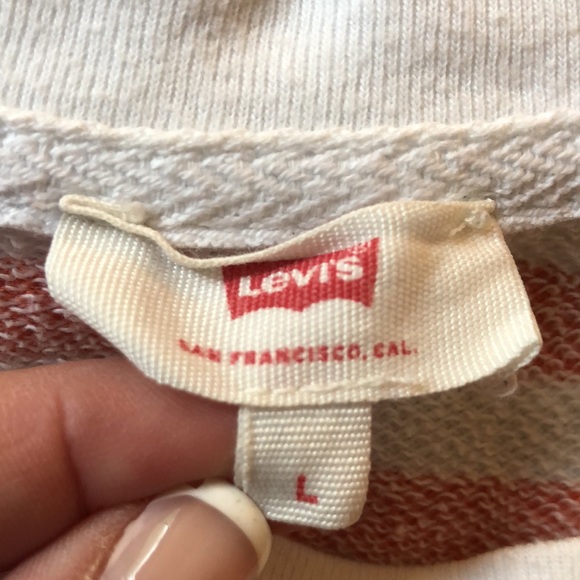 Levi's
SAN FRANCISCO, CAL.
L